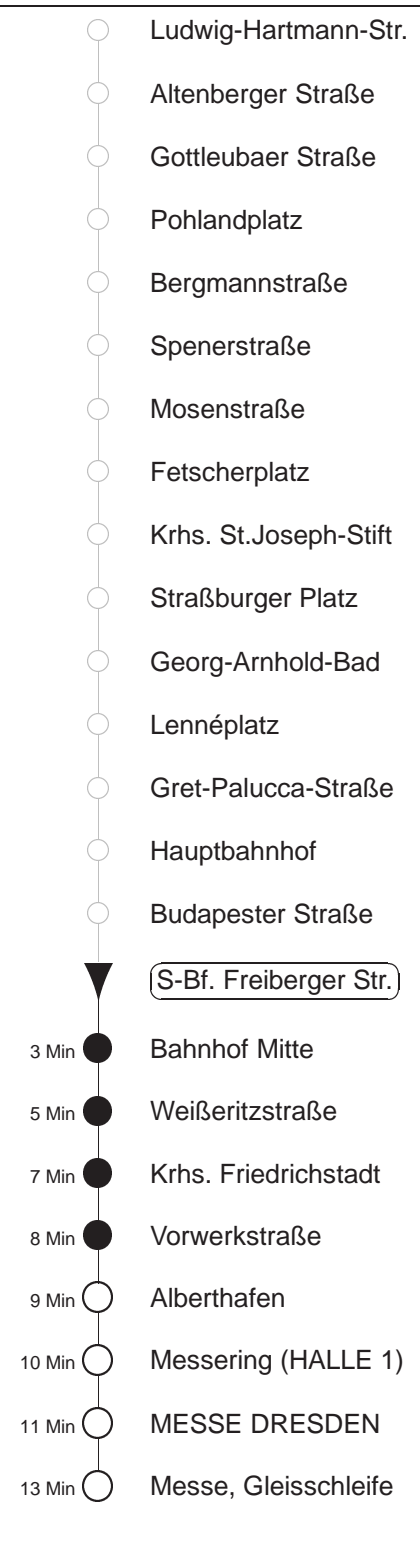 Ludwig-Hartmann-Str.
Altenberger Straße
Gottleubaer Straße
Pohlandplatz
Bergmannstraße
Spenerstraße
Mosenstraße
Fetscherplatz
Krhs. St.Joseph-Stift
Straßburger Platz
Georg-Arnhold-Bad
Lennéplatz
Gret-Palucca-Straße
Hauptbahnhof
Budapester Straße
S-Bf. Freiberger Str.
3 Min Bahnhof Mitte
5 Min Weißeritzstraße
7 Min Krhs. Friedrichstadt
8 Min Vorwerkstraße
9 Min Alberthafen
10 Min Messering (HALLE 1)
11 Min MESSE DRESDEN
13 Min Messe, Gleisschleife